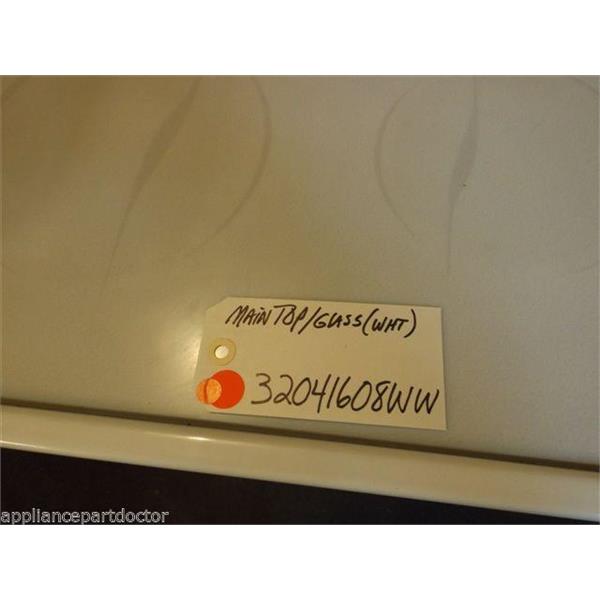 MAIN TOP/GLASS (WHT)
32041608WW
appliancepartdoctor